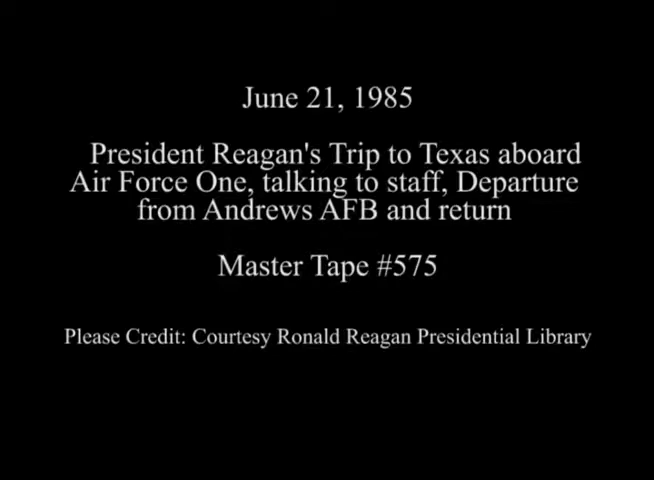 June 21, 1985
President Reagan's Trip to Texas aboard
Air Force One, talking to staff, Departure
from Andrews AFB and return
Master Tape #575
Please Credit: Courtesy Ronald Reagan Presidential Library